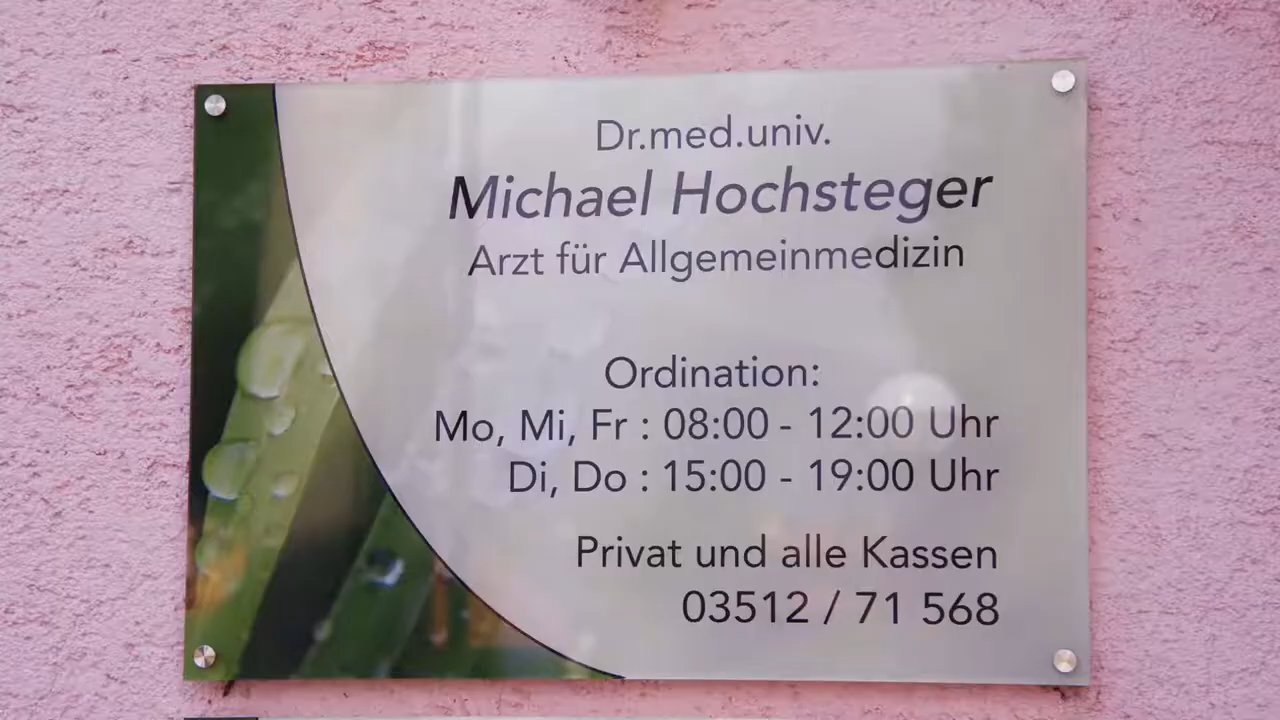 Dr.med.univ.
Michael Hochsteger
Arzt für Allgemeinmedizin
Ordination:
Mo, Mi, Fr : 08:00 - 12:00 Uhr
Di, Do : 15:00 - 19:00 Uhr
Privat und alle Kassen
03512 / 71 568